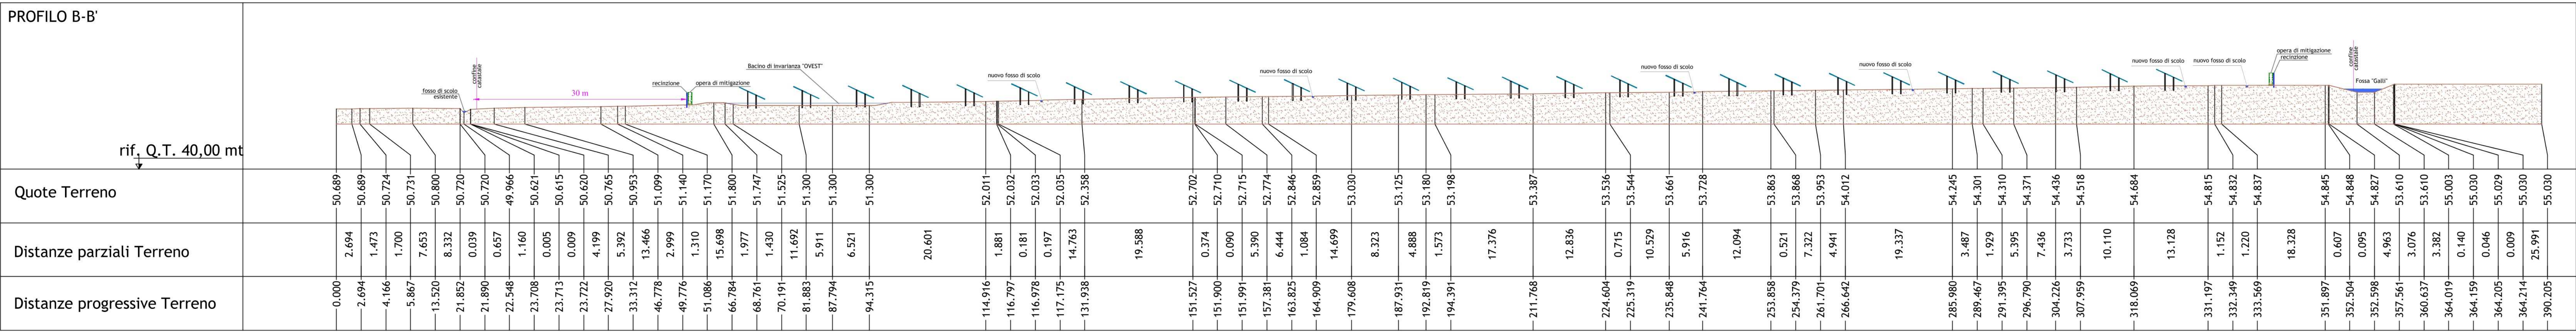 PROFILO B-B'
confine
catastale
fosso di scolo
esistente
30 m
recinzione
opera di mitigazione
Bacino di invarianza "OVEST"
nuovo fosso di scolo
nuovo fosso di scolo
nuovo fosso di scolo
nuovo fosso di scolo
nuovo fosso di scolo
nuovo fosso di scolo
opera di mitigazione
recinzione
confine
catastale
Fossa "Galli"
rif. Q.T. 40,00 mt
Quote Terreno
50.689 50.689 50.724 50.731 50.800 50.720 50.720 49.966 50.621 50.615 50.620 50.765 50.953 51.099 51.140 51.170 51.800 51.747 51.525 51.300 51.300 51.300 52.011 52.032 52.033 52.035 52.358 52.702 52.710 52.715 52.774 52.846 52.859 53.030 53.125 53.180 53.198 53.387 53.536 53.544 53.661 53.728 53.863 53.868 53.953 54.012 54.245 54.301 54.310 54.371 54.436 54.518 54.684 54.815 54.832 54.837 54.845 54.848 54.827 53.610 53.610 55.003 55.030 55.029 55.030 55.030
Distanze parziali Terreno
2.694 1.473 1.700 7.653 8.332 0.039 0.657 1.160 0.005 0.009 4.199 5.392 13.466 2.999 1.310 15.698 1.977 1.430 11.692 5.911 6.521 20.601 1.881 0.181 0.197 14.763 19.588 0.374 0.090 5.390 6.444 1.084 14.699 8.323 4.888 1.573 17.376 12.836 0.715 10.529 5.916 12.094 0.521 7.322 4.941 19.337 3.487 1.929 5.395 7.436 3.733 10.110 13.128 1.152 1.220 18.328 0.607 0.095 4.963 3.076 3.382 0.140 0.046 0.009 25.991
Distanze progressive Terreno
0.000 2.694 4.166 5.867 13.520 21.852 21.890 22.548 23.708 23.713 23.722 27.920 33.312 46.778 49.776 51.086 66.784 68.761 70.191 81.883 87.794 94.315 114.916 116.797 116.978 117.175 131.938 151.527 151.900 151.991 157.381 163.825 164.909 179.608 187.931 192.819 194.391 211.768 224.604 225.319 235.848 241.764 253.858 254.379 261.701 266.642 285.980 289.467 291.395 296.790 304.226 307.959 318.069 331.197 332.349 333.569 351.897 352.504 352.598 357.561 360.637 364.019 364.159 364.205 364.214 390.205